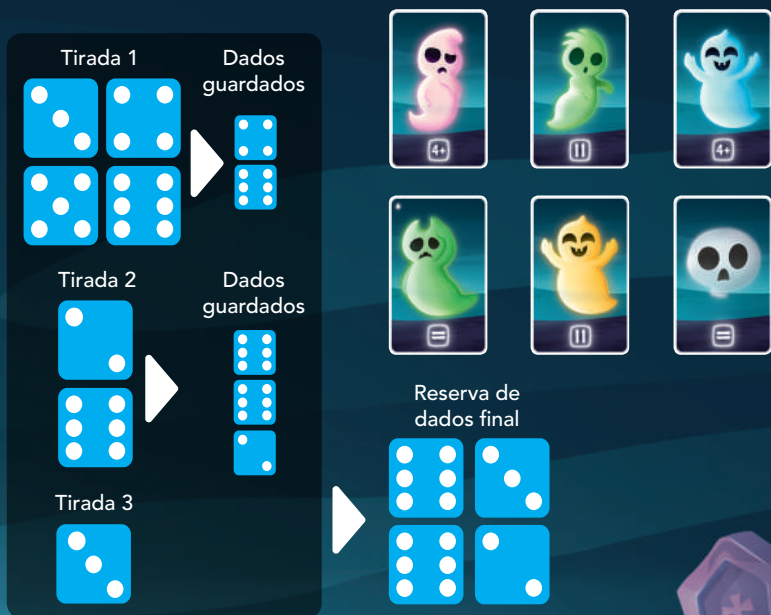 Tirada 1
Dados
guardados
4+
4+
Tirada 2
Dados
guardados
Reserva de
dados final
Tirada 3